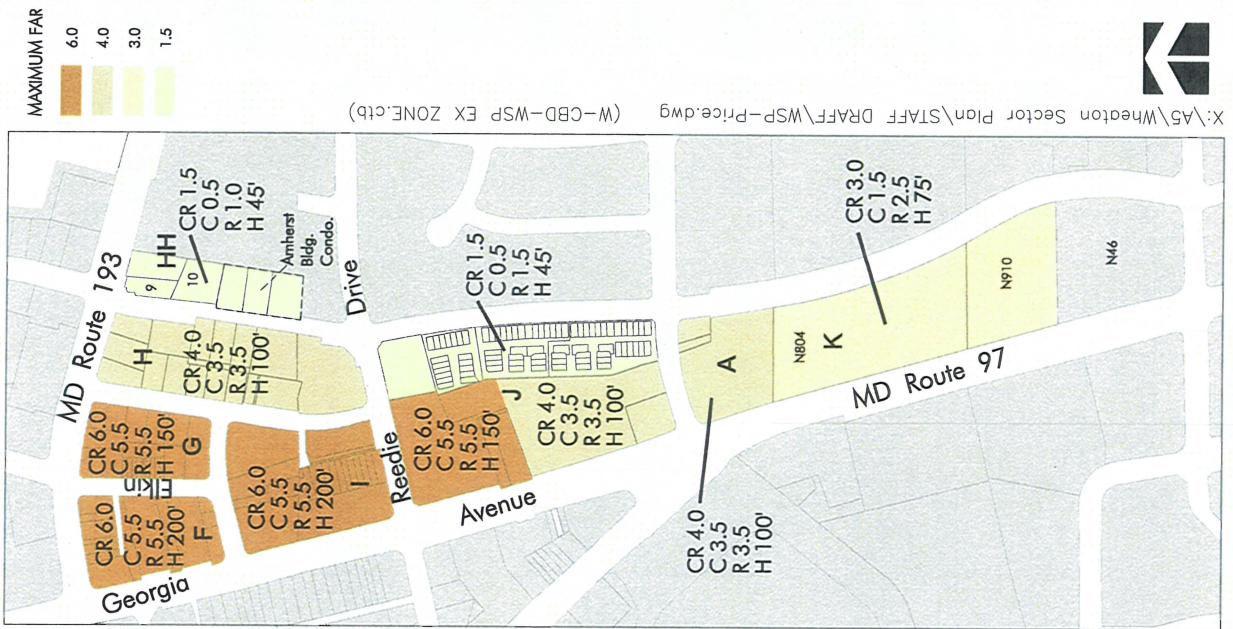 MAXIMUM FAR
6.0
4.0
3.0
1.5
X:\A5/Wheaton Sector Plan\STAFF DRAFF\WSP-Price.dwg
(W-CBD-WSP EX ZONE.ctb)
MD Route 193
HH
9
10
CR 1.5
C 0.5
R 1.0
H 45'
Amherst
Bldg.
Condo.
H
CR 4.0
C 3.5
R 3.5
H 100'
CR 6.0
C 5.5
R 5.5
H 150'
G
CR 6.0
C 5.5
R 5.5
H 200'
F
CR 6.0
C 5.5
R 5.5
H 200'
I
Georgia
Avenue
Reedie
Drive
CR 6.0
C 5.5
R 5.5
H 150'
J
CR 1.5
C 0.5
R 1.5
H 45'
CR 4.0
C 3.5
R 3.5
H 100'
A
CR 4.0
C 3.5
R 3.5
H 100'
N804
K
CR 3.0
C 1.5
R 2.5
H 75'
N910
N46
MD Route 97